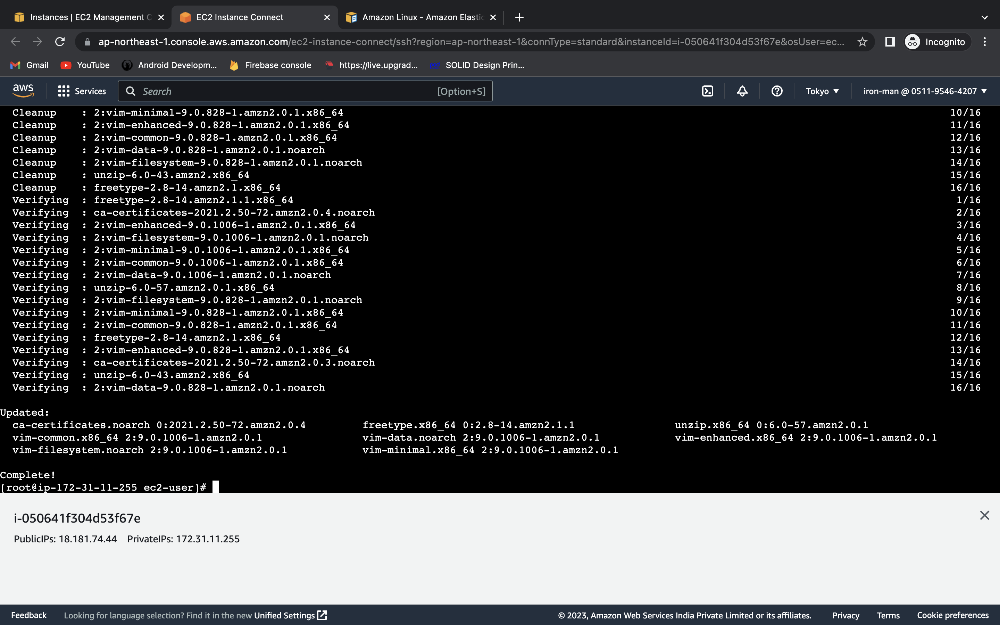 Instances | EC2 Management C
EC2 Instance Connect
Amazon Linux - Amazon Elastic
ap-northeast-1.console.aws.amazon.com/ec2-instance-connect/ssh?region=ap-northeast-1&connType=standard&instanceId=i-050641f304d53f67e&osUser=ec...
Incognito
Gmail
YouTube
Android Developm...
Firebase console
https://live.upgrad...
pad
SOLID Design Prin...
aws
Services
Search
[Option+S]
Tokyo
iron-man @ 0511-9546-4207
Cleanup : 2:vim-minimal-9.0.828-1.amzn2.0.1.x86_64 10/16
Cleanup : 2:vim-enhanced-9.0.828-1.amzn2.0.1.x86_64 11/16
Cleanup : 2:vim-common-9.0.828-1.amzn2.0.1.x86_64 12/16
Cleanup : 2:vim-data-9.0.828-1.amzn2.0.1.noarch 13/16
Cleanup : 2:vim-filesystem-9.0.828-1.amzn2.0.1.noarch 14/16
Cleanup : unzip-6.0-43.amzn2.x86_64 15/16
Cleanup : freetype-2.8-14.amzn2.1.x86_64 16/16
Verifying : freetype-2.8-14.amzn2.1.1.x86_64 1/16
Verifying : ca-certificates-2021.2.50-72.amzn2.0.4.noarch 2/16
Verifying : 2:vim-enhanced-9.0.1006-1.amzn2.0.1.x86_64 3/16
Verifying : 2:vim-filesystem-9.0.1006-1.amzn2.0.1.noarch 4/16
Verifying : 2:vim-minimal-9.0.1006-1.amzn2.0.1.x86_64 5/16
Verifying : 2:vim-common-9.0.1006-1.amzn2.0.1.x86_64 6/16
Verifying : 2:vim-data-9.0.1006-1.amzn2.0.1.noarch 7/16
Verifying : unzip-6.0-57.amzn2.0.1.x86_64 8/16
Verifying : 2:vim-filesystem-9.0.828-1.amzn2.0.1.noarch 9/16
Verifying : 2:vim-minimal-9.0.828-1.amzn2.0.1.x86_64 10/16
Verifying : 2:vim-common-9.0.828-1.amzn2.0.1.x86_64 11/16
Verifying : freetype-2.8-14.amzn2.1.x86_64 12/16
Verifying : 2:vim-enhanced-9.0.828-1.amzn2.0.1.x86_64 13/16
Verifying : ca-certificates-2021.2.50-72.amzn2.0.3.noarch 14/16
Verifying : unzip-6.0-43.amzn2.x86_64 15/16
Verifying : 2:vim-data-9.0.828-1.amzn2.0.1.noarch 16/16
Updated:
ca-certificates.noarch 0:2021.2.50-72.amzn2.0.4 freetype.x86_64 0:2.8-14.amzn2.1.1 unzip.x86_64 0:6.0-57.amzn2.0.1
vim-common.x86_64 2:9.0.1006-1.amzn2.0.1 vim-data.noarch 2:9.0.1006-1.amzn2.0.1 vim-enhanced.x86_64 2:9.0.1006-1.amzn2.0.1
vim-filesystem.noarch 2:9.0.1006-1.amzn2.0.1 vim-minimal.x86_64 2:9.0.1006-1.amzn2.0.1
Complete!
[root@ip-172-31-11-255 ec2-user]#
i-050641f304d53f67e
PublicIPs: 18.181.74.44 PrivateIPs: 172.31.11.255
Feedback
Looking for language selection? Find it in the new Unified Settings
© 2023, Amazon Web Services India Private Limited or its affiliates.
Privacy
Terms
Cookie preferences